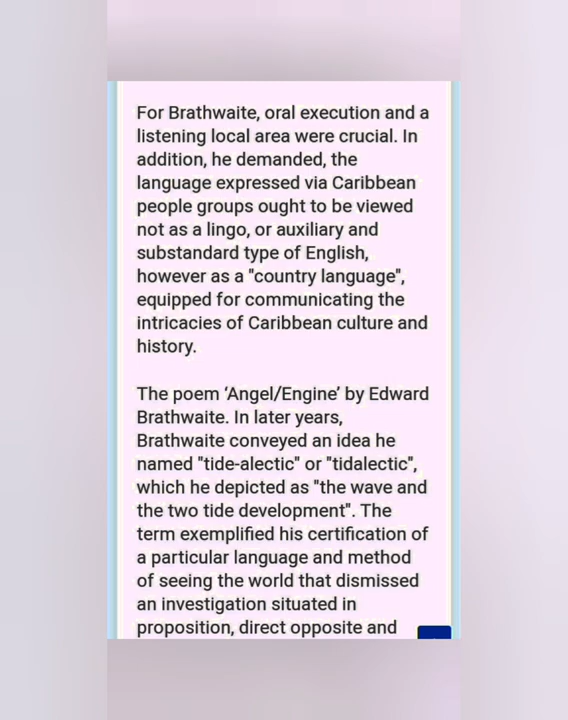 For Brathwaite, oral execution and a
listening local area were crucial. In
addition, he demanded, the
language expressed via Caribbean
people groups ought to be viewed
not as a lingo, or auxiliary and
substandard type of English,
however as a "country language",
equipped for communicating the
intricacies of Caribbean culture and
history.
The poem ‘Angel/Engine’ by Edward
Brathwaite. In later years,
Brathwaite conveyed an idea he
named "tide-alectic" or "tidalectic",
which he depicted as "the wave and
the two tide development". The
term exemplified his certification of
a particular language and method
of seeing the world that dismissed
an investigation situated in
proposition, direct opposite and